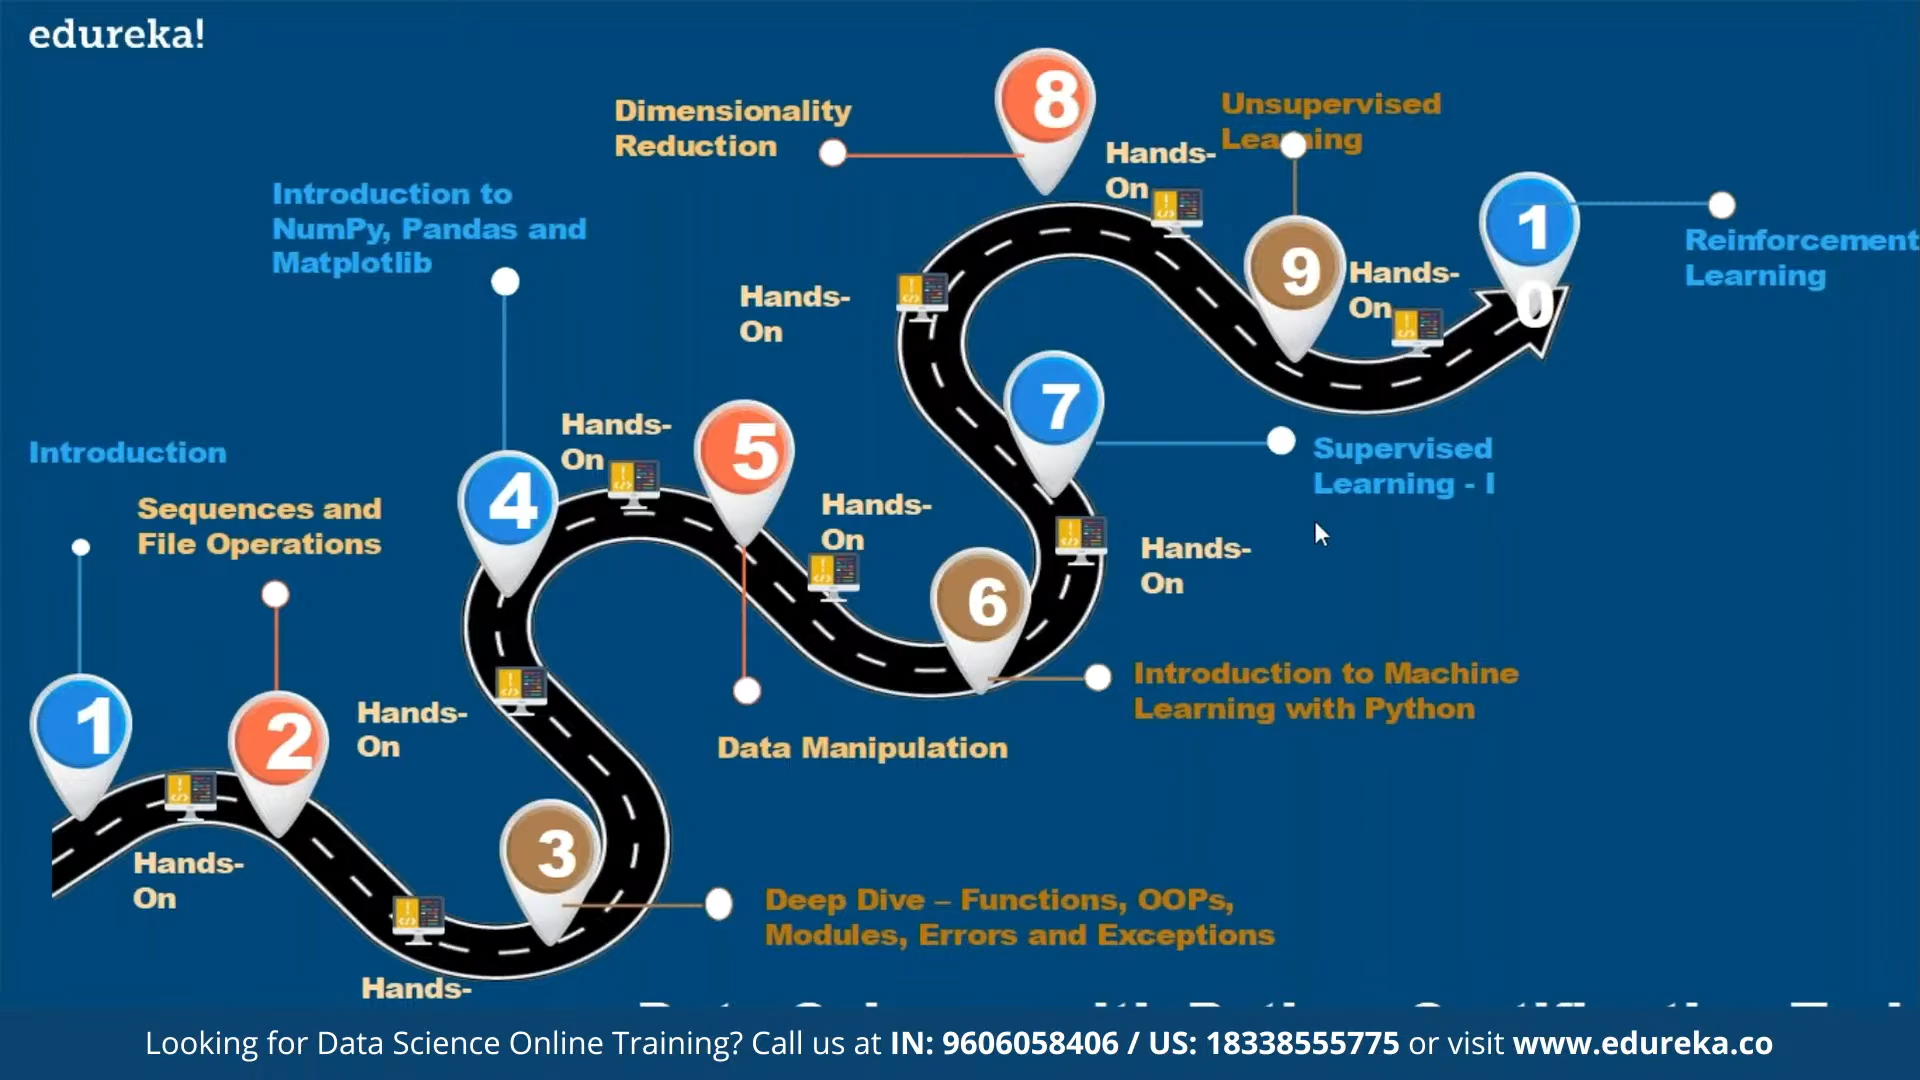 edureka!
Introduction
1
Hands-
On
Sequences and
File Operations
2
Hands-
Deep Dive – Functions, OOPs,
Modules, Errors and Exceptions
3
Hands-
On
Introduction to
NumPy, Pandas and
Matplotlib
4
Hands-
On
5
Data Manipulation
Hands-
On
6
Introduction to Machine
Learning with Python
Hands-
On
7
Supervised
Learning - I
Hands-
On
Dimensionality
Reduction
8
Hands-
On
Unsupervised
Learning
9
Hands-
On
1
0
Reinforcement
Learning
Looking for Data Science Online Training? Call us at IN: 9606058406 / US: 18338555775 or visit www.edureka.co